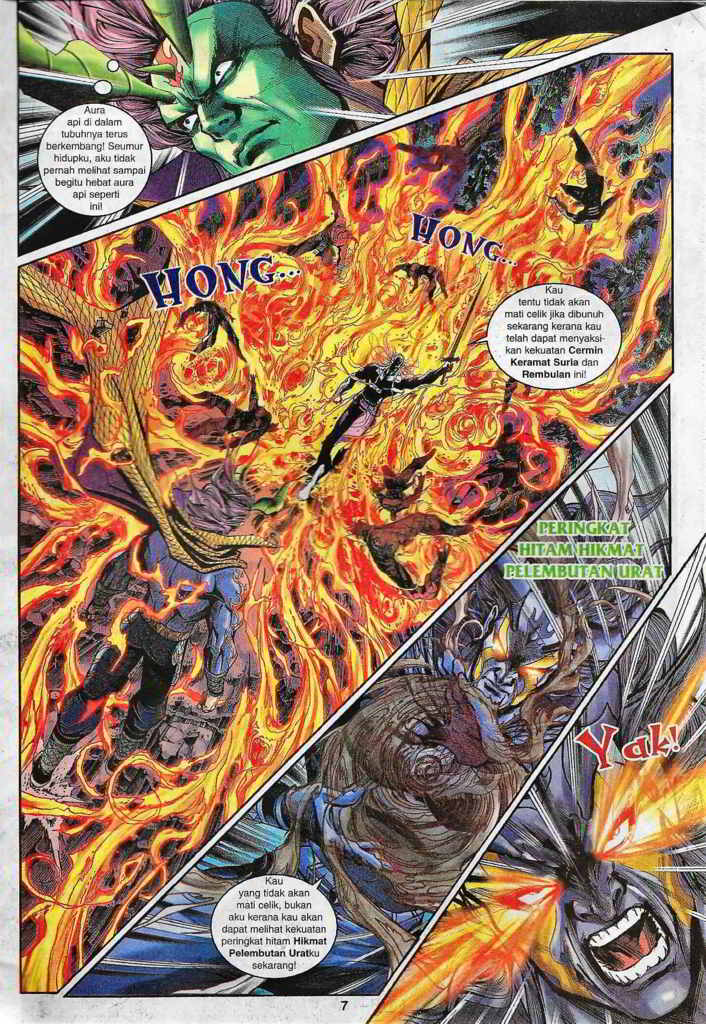 Aura
api di dalam
tubuhnya terus
berkembang! Seumur
hidupku, aku tidak
pernah melihat sampai
begitu hebat aura
api seperti
ini!
HONG...
HONG...
Kau
tentu tidak akan
mati celik jika dibunuh
sekarang kerana kau
telah dapat menyaksi-
kan kekuatan Cermin
Keramat Suria dan
Rembulan ini!
PERINGKAT
HITAM HIKMAT
PELEMBUTAN URAT
Yak!
Kau
yang tidak akan
mati celik, bukan
aku kerana kau akan
dapat melihat kekuatan
peringkat hitam Hikmat
Pelembutan Uratku
sekarang!
7